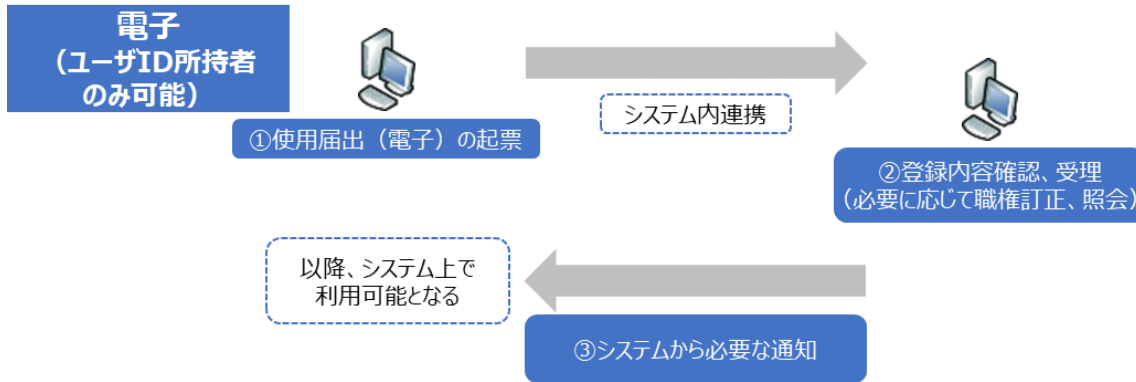 電子
（ユーザID所持者
のみ可能）
①使用届出（電子）の起票
システム内連携
②登録内容確認、受理
（必要に応じて職権訂正、照会）
以降、システム上で
利用可能となる
③システムから必要な通知